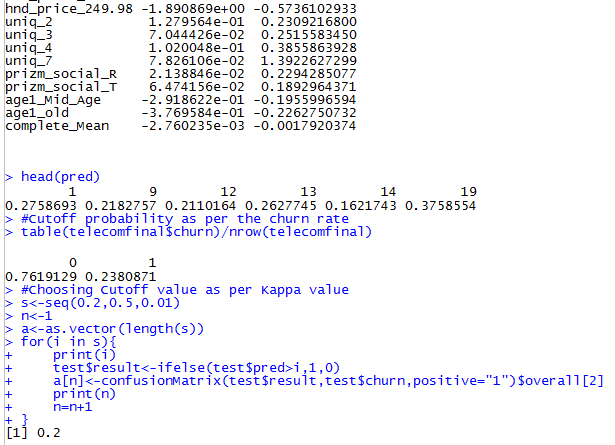 hnd_price_249.98 -1.890869e+00 -0.5736102933
uniq_2 1.279564e-01 0.2309216800
uniq_3 7.044426e-02 0.2515583450
uniq_4 1.020048e-01 0.3855863928
uniq_7 7.826106e-02 1.3922627299
prizm_social_R 2.138846e-02 0.2294285077
prizm_social_T 6.474156e-02 0.1892964371
age1_Mid_Age -2.918622e-01 -0.1955996594
age1_old -3.769584e-01 -0.2262750732
complete_Mean -2.760235e-03 -0.0017920374
> head(pred)
1 9 12 13 14 19
0.2758693 0.2182757 0.2110164 0.2627745 0.1621743 0.3758554
> #Cutoff probability as per the churn rate
> table(telecomfinal$churn)/nrow(telecomfinal)
0 1
0.7619129 0.2380871
> #Choosing Cutoff value as per Kappa value
> s<-seq(0.2,0.5,0.01)
> n<-1
> a<-as.vector(length(s))
> for(i in s){
+ print(i)
+ test$result<-ifelse(test$pred>i,1,0)
+ a[n]<-confusionMatrix(test$result,test$churn,positive="1")$overall[2]
+ print(n)
+ n=n+1
+ }
[1] 0.2